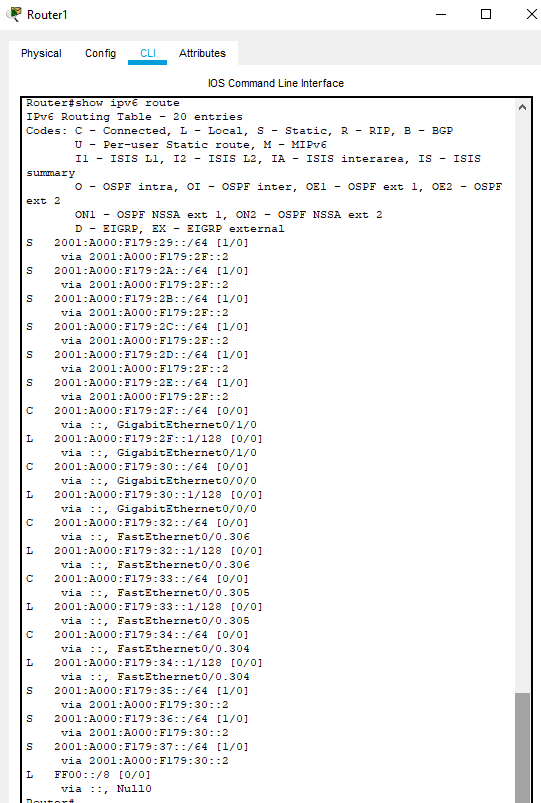 Router1
Physical Config CLI Attributes
IOS Command Line Interface
Router#show ipv6 route
IPv6 Routing Table - 20 entries
Codes: C - Connected, L - Local, S - Static, R - RIP, B - BGP
U - Per-user Static route, M - MIPv6
I1 - ISIS L1, I2 - ISIS L2, IA - ISIS interarea, IS - ISIS
summary
O - OSPF intra, OI - OSPF inter, OE1 - OSPF ext 1, OE2 - OSPF
ext 2
ON1 - OSPF NSSA ext 1, ON2 - OSPF NSSA ext 2
D - EIGRP, EX - EIGRP external
S 2001:A000:F179:29::/64 [1/0]
via 2001:A000:F179:2F::2
S 2001:A000:F179:2A::/64 [1/0]
via 2001:A000:F179:2F::2
S 2001:A000:F179:2B::/64 [1/0]
via 2001:A000:F179:2F::2
S 2001:A000:F179:2C::/64 [1/0]
via 2001:A000:F179:2F::2
S 2001:A000:F179:2D::/64 [1/0]
via 2001:A000:F179:2F::2
S 2001:A000:F179:2E::/64 [1/0]
via 2001:A000:F179:2F::2
C 2001:A000:F179:2F::/64 [0/0]
via ::, GigabitEthernet0/1/0
L 2001:A000:F179:2F::1/128 [0/0]
via ::, GigabitEthernet0/1/0
C 2001:A000:F179:30::/64 [0/0]
via ::, GigabitEthernet0/0/0
L 2001:A000:F179:30::1/128 [0/0]
via ::, GigabitEthernet0/0/0
C 2001:A000:F179:32::/64 [0/0]
via ::, FastEthernet0/0.306
L 2001:A000:F179:32::1/128 [0/0]
via ::, FastEthernet0/0.306
C 2001:A000:F179:33::/64 [0/0]
via ::, FastEthernet0/0.305
L 2001:A000:F179:33::1/128 [0/0]
via ::, FastEthernet0/0.305
C 2001:A000:F179:34::/64 [0/0]
via ::, FastEthernet0/0.304
L 2001:A000:F179:34::1/128 [0/0]
via ::, FastEthernet0/0.304
S 2001:A000:F179:35::/64 [1/0]
via 2001:A000:F179:30::2
S 2001:A000:F179:36::/64 [1/0]
via 2001:A000:F179:30::2
S 2001:A000:F179:37::/64 [1/0]
via 2001:A000:F179:30::2
L FF00::/8 [0/0]
via ::, Null0
Router#